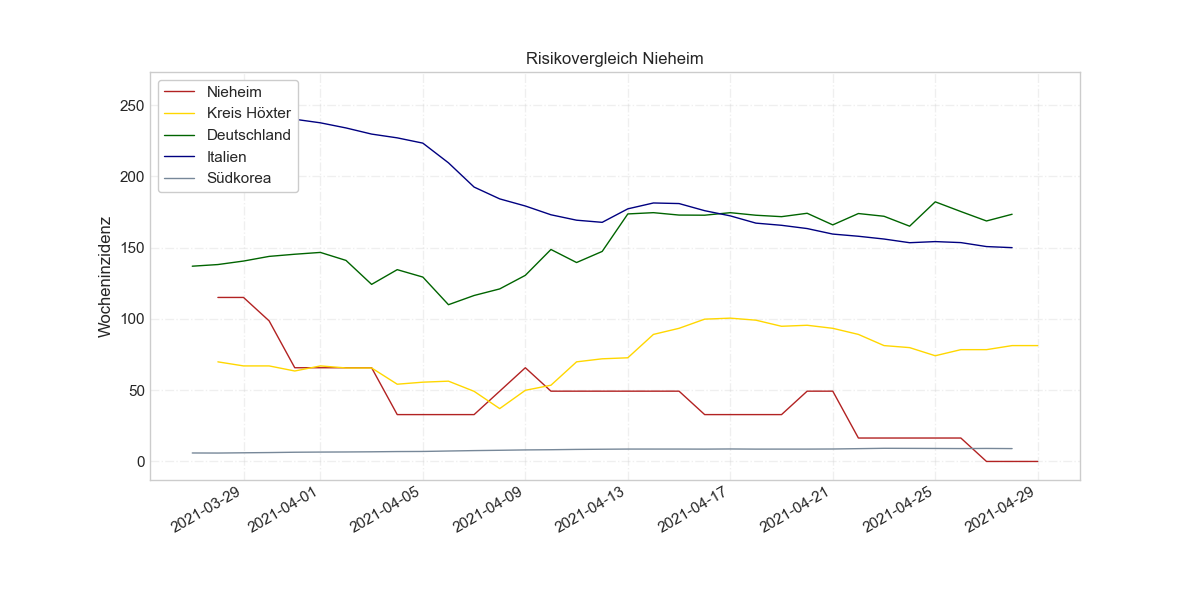 Risikovergleich Nieheim
Nieheim
Kreis Höxter
Deutschland
Italien
Südkorea
Wocheninzidenz
250
200
150
100
50
0
2021-03-29
2021-04-01
2021-04-05
2021-04-09
2021-04-13
2021-04-17
2021-04-21
2021-04-25
2021-04-29